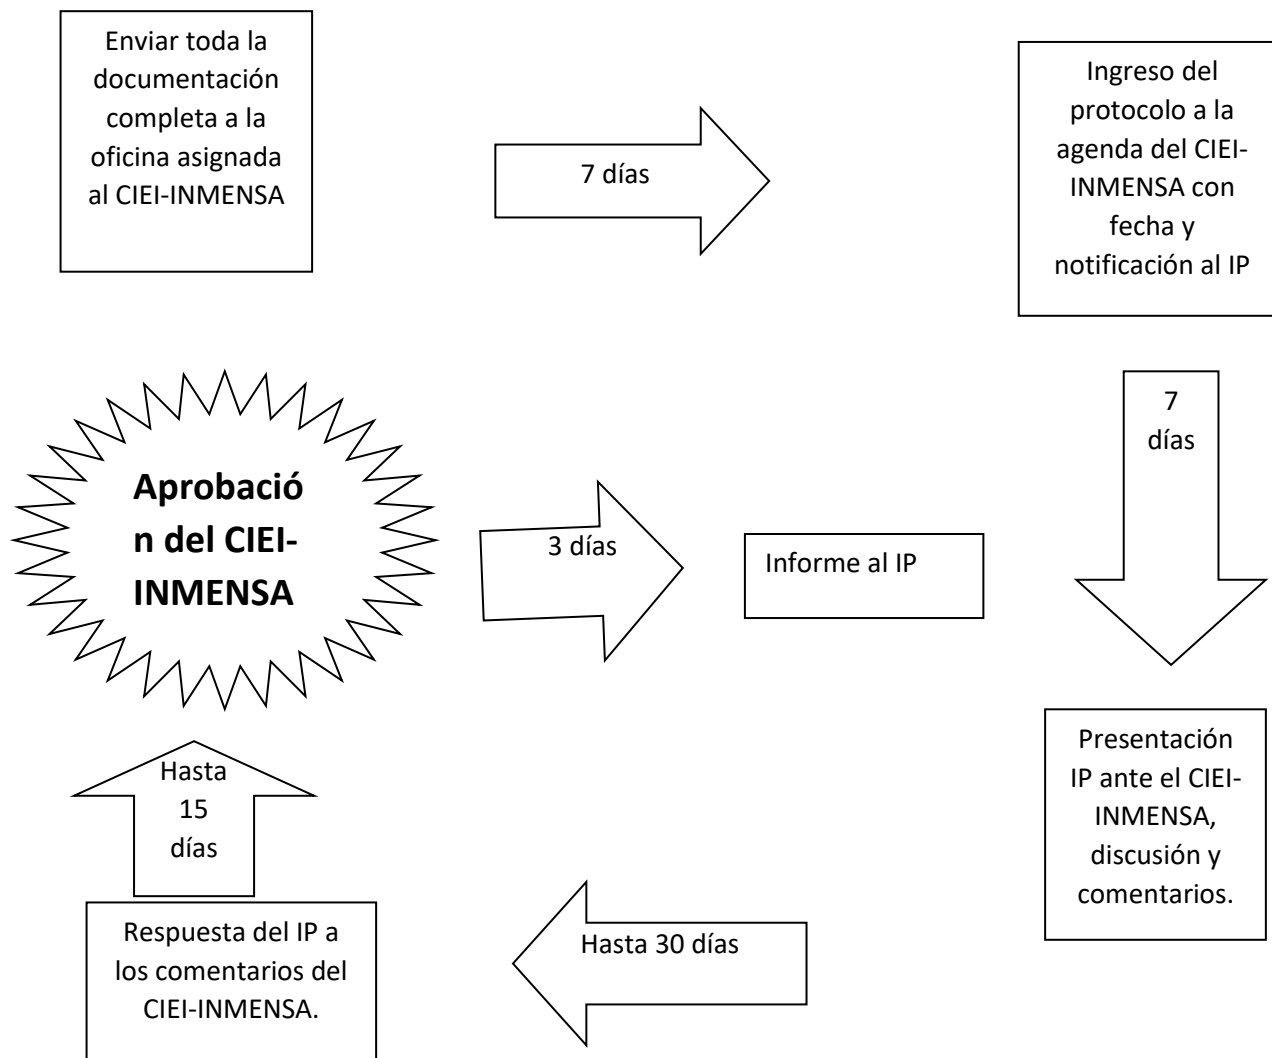 Enviar toda la
documentación
completa a la
oficina asignada
al CIEI-INMENSA
7 días
Ingreso del
protocolo a la
agenda del CIEI-
INMENSA con
fecha y
notificación al IP
7
días
Aprobació
n del CIEI-
INMENSA
3 días
Informe al IP
Presentación
IP ante el CIEI-
INMENSA,
discusión y
comentarios.
Hasta
15
días
Respuesta del IP a
los comentarios del
CIEI-INMENSA.
Hasta 30 días